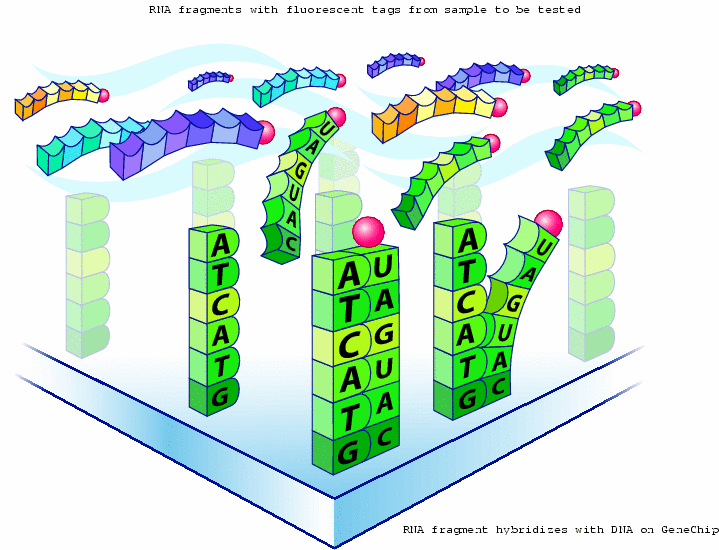 RNA fragments with fluorescent tags from sample to be tested
U
A
G
U
A
C
A
T
C
A
T
G
A U
T A
C G
A U
T A
G C
A
T
C
A
T
G
U
A
G
U
A
C
RNA fragment hybridizes with DNA on GeneChip